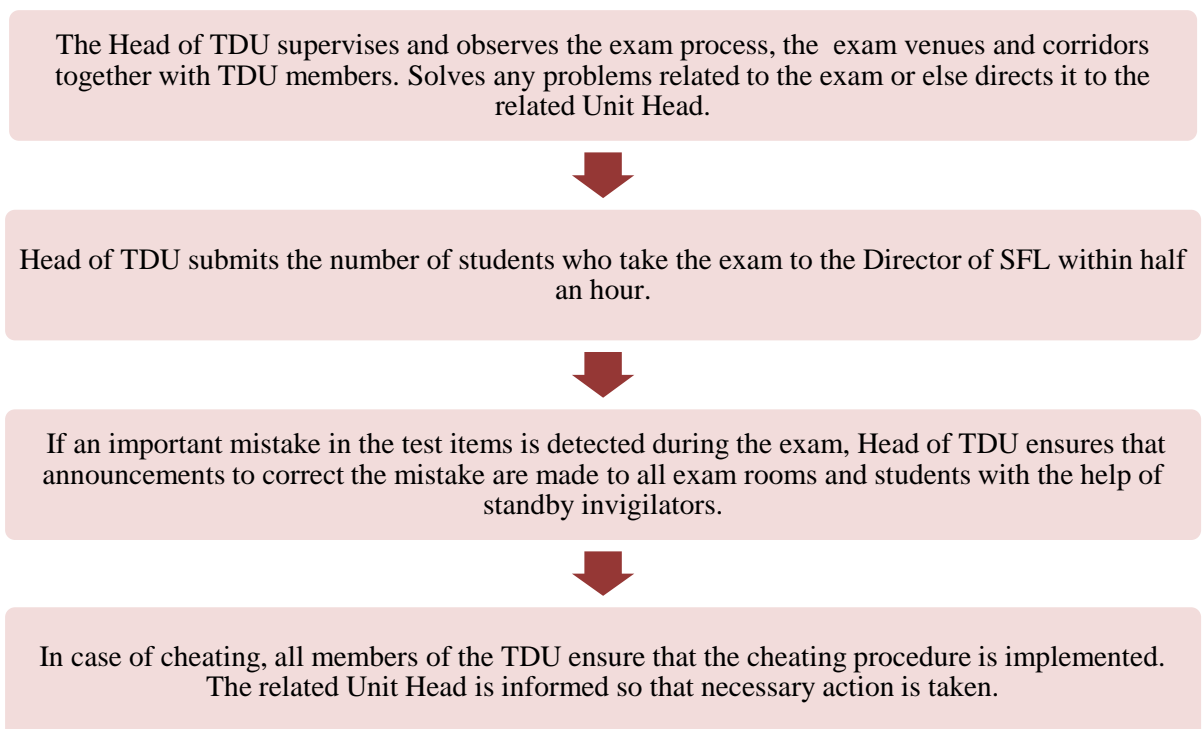 The Head of TDU supervises and observes the exam process, the  exam venues and corridors
together with TDU members. Solves any problems related to the exam or else directs it to the
related Unit Head.
Head of TDU submits the number of students who take the exam to the Director of SFL within half
an hour.
If an important mistake in the test items is detected during the exam, Head of TDU ensures that
announcements to correct the mistake are made to all exam rooms and students with the help of
standby invigilators.
In case of cheating, all members of the TDU ensure that the cheating procedure is implemented.
The related Unit Head is informed so that necessary action is taken.